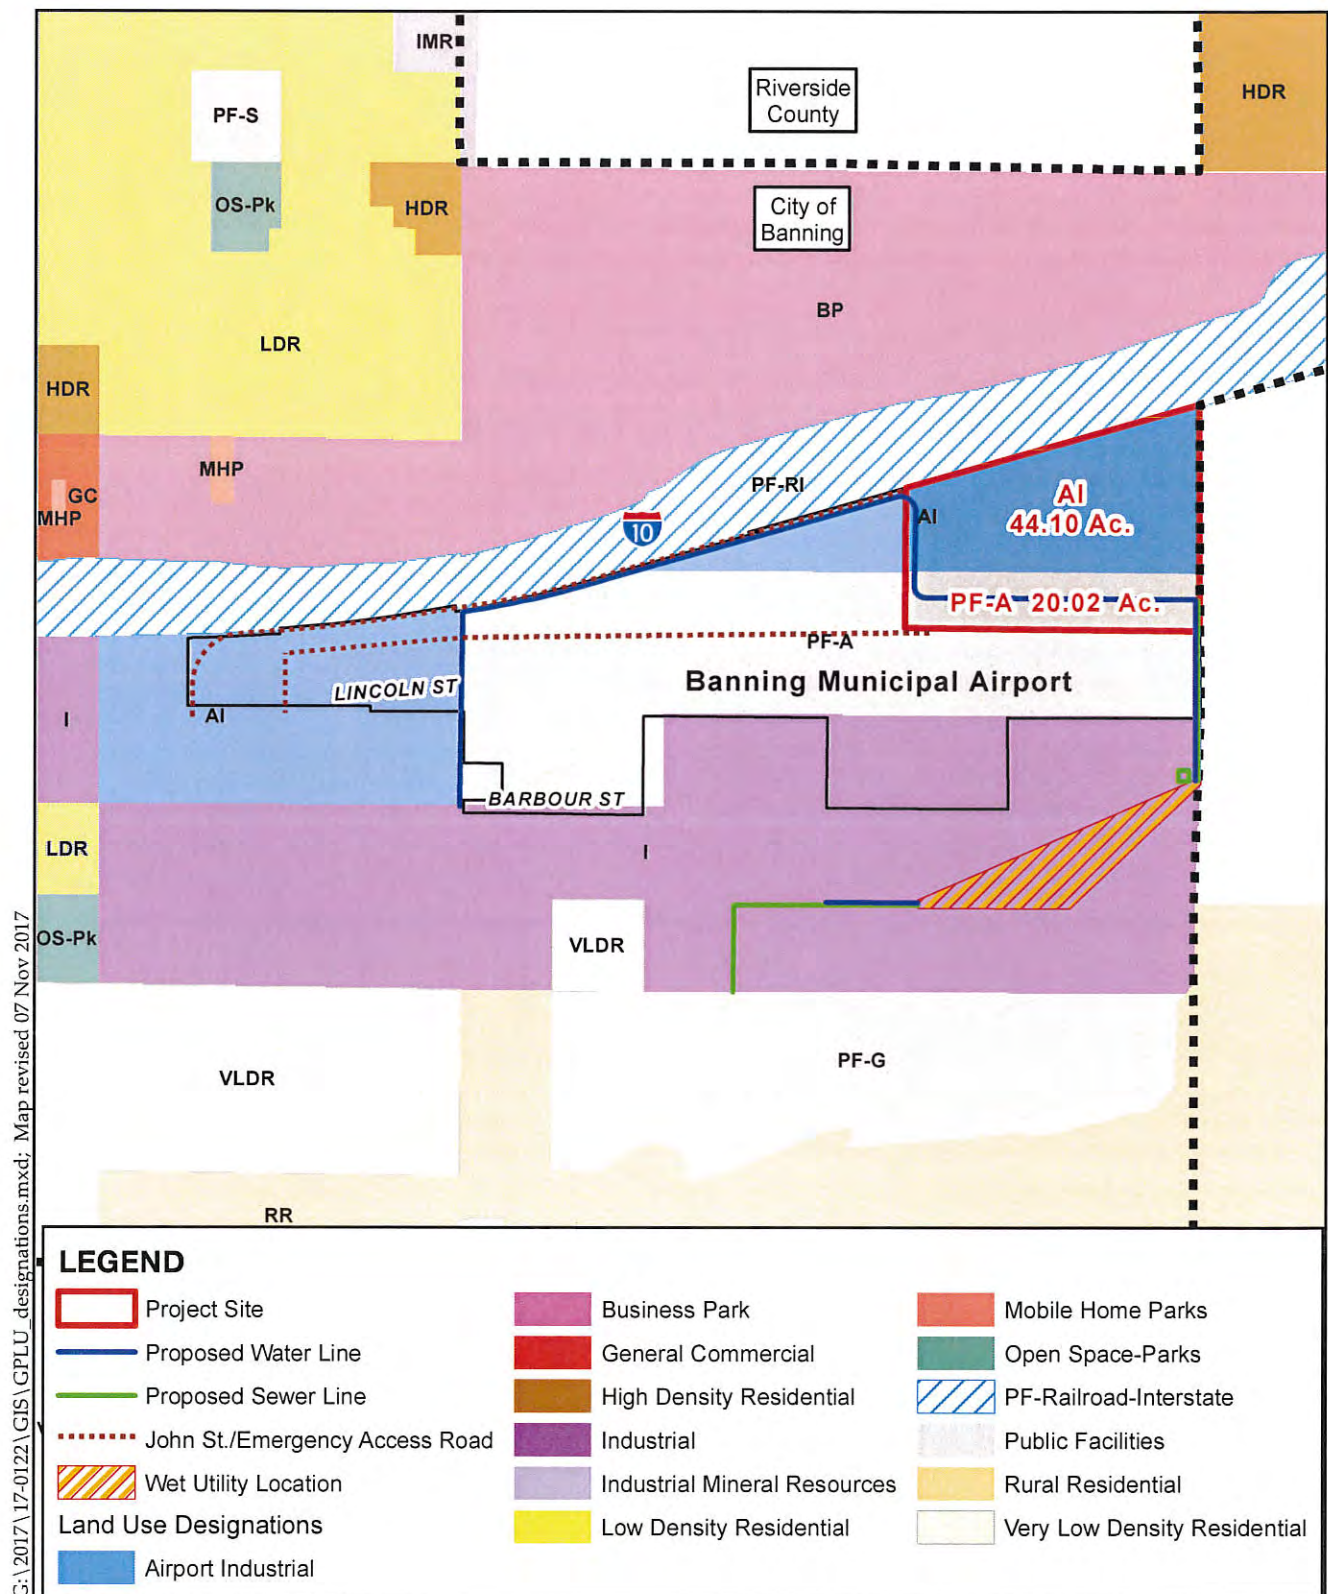 IMR
Riverside
County
HDR
PF-S
OS-Pk
HDR
City of
Banning
BP
LDR
HDR
MHP
GC
MHP
PF-RI
10
AI
AI
44.10 Ac.
PF-A 20.02 Ac.
PF-A
Banning Municipal Airport
LINCOLN ST
AI
I
BARBOUR ST
I
LDR
OS-Pk
VLDR
PF-G
VLDR
RR
G:\2017\17-0122\GIS\GPLU_designations.mxd; Map revised 07 Nov 2017
LEGEND
Project Site
Proposed Water Line
Proposed Sewer Line
John St./Emergency Access Road
Wet Utility Location
Land Use Designations
Airport Industrial
Business Park
General Commercial
High Density Residential
Industrial
Industrial Mineral Resources
Low Density Residential
Mobile Home Parks
Open Space-Parks
PF-Railroad-Interstate
Public Facilities
Rural Residential
Very Low Density Residential